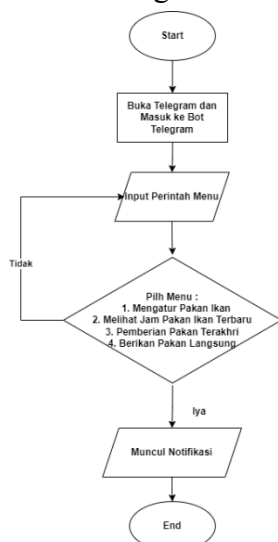 Start
Buka Telegram dan
Masuk ke Bot
Telegram
Input Perintah Menu
Tidak
Pilh Menu :
1. Mengatur Pakan Ikan
2. Melihat Jam Pakan Ikan Terbaru
3. Pemberian Pakan Terakhri
4. Berikan Pakan Langsung
Iya
Muncul Notifikasi
End